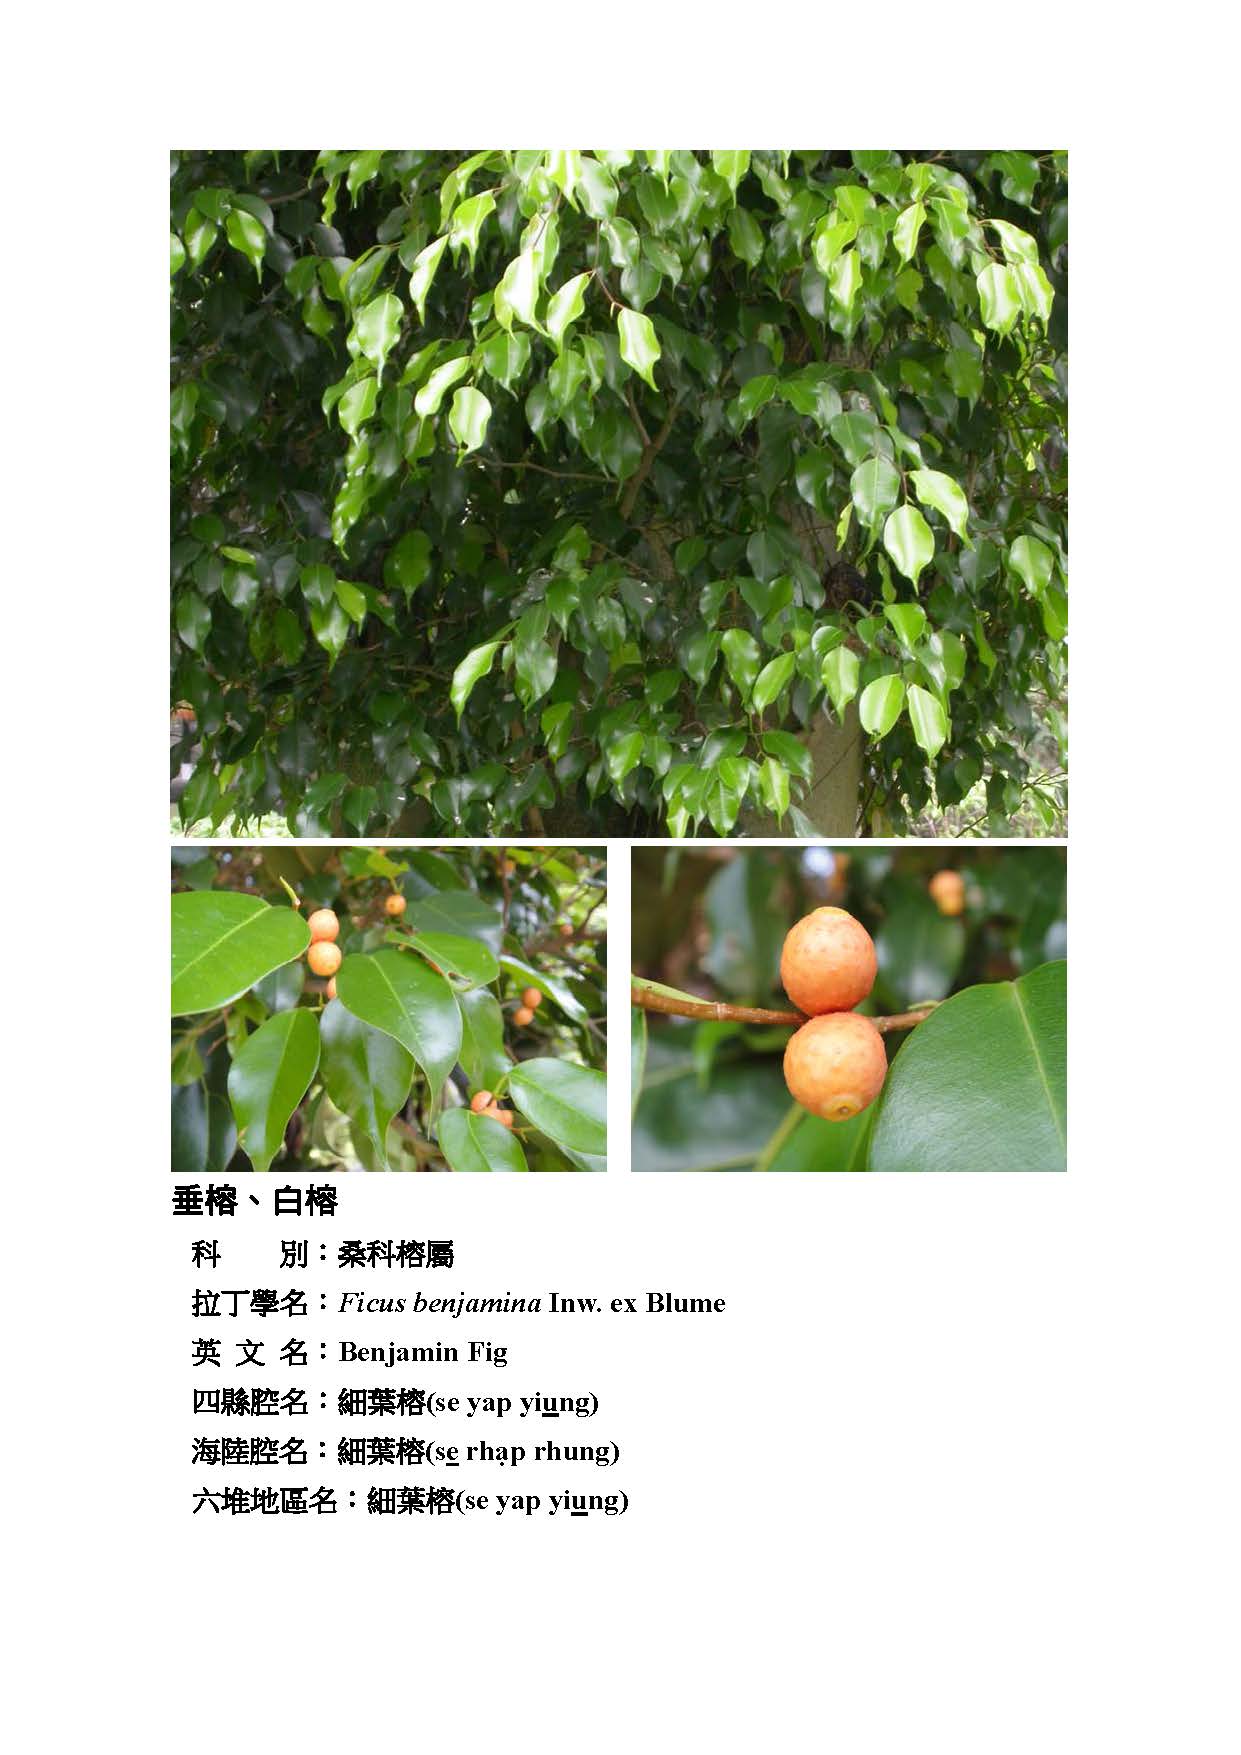 垂榕、白榕
科　　別：桑科榕屬
拉丁學名：Ficus benjamina Inw. ex Blume
英 文 名：Benjamin Fig
四縣腔名：細葉榕(se yap yiung)
海陸腔名：細葉榕(se rhạp rhung)
六堆地區名：細葉榕(se yap yiung)